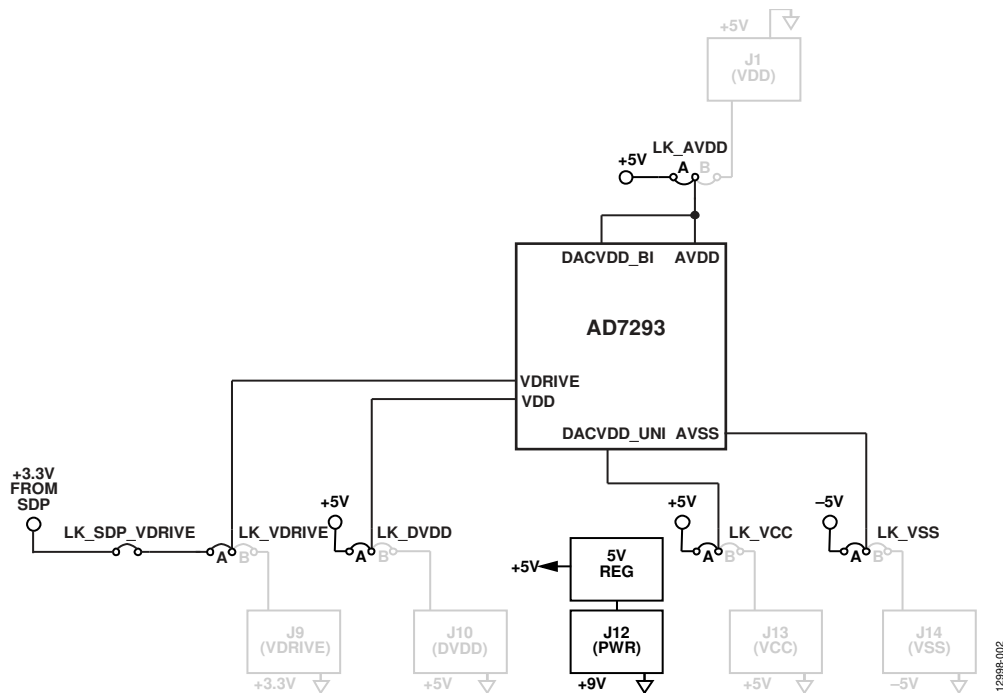 +5V
J1
(VDD)
LK_AVDD
+5V
A
B
DACVDD_BI
AVDD
AD7293
VDRIVE
VDD
DACVDD_UNI
AVSS
+3.3V
FROM
SDP
LK_SDP_VDRIVE
LK_VDRIVE
A
B
+5V
LK_DVDD
A
B
+5V
LK_VCC
A
B
–5V
LK_VSS
A
B
+5V
5V
REG
J9
(VDRIVE)
+3.3V
J10
(DVDD)
+5V
J12
(PWR)
+9V
J13
(VCC)
+5V
J14
(VSS)
–5V
12998-002